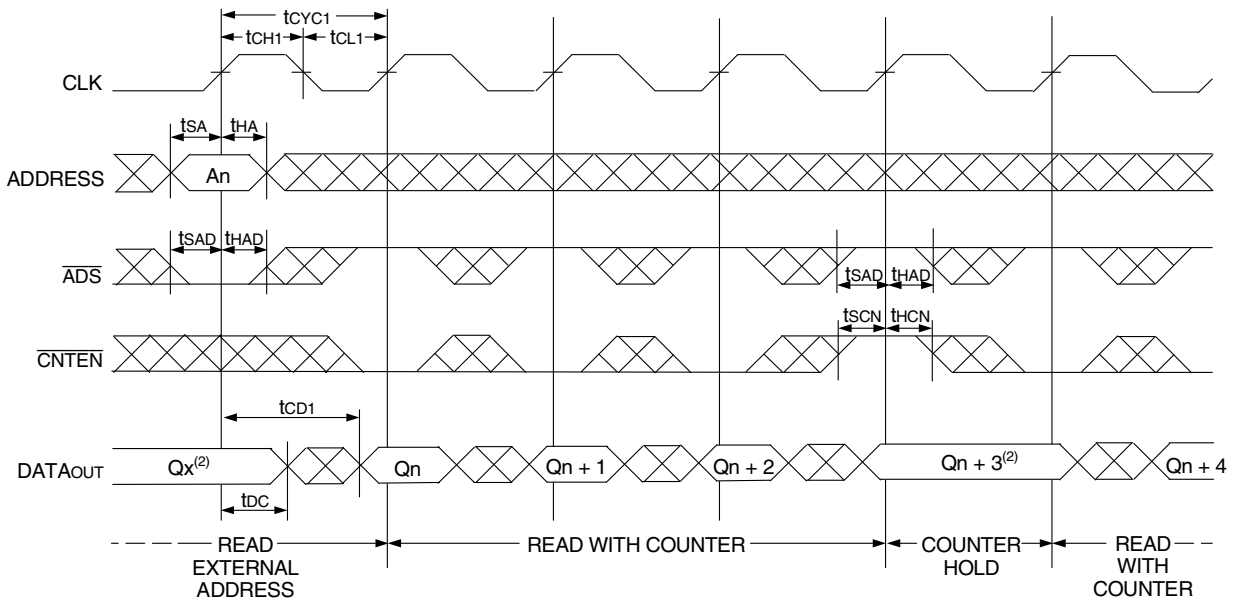 tCYC1
tCH1 tCL1
CLK
tSA tHA
ADDRESS An
tSAD tHAD
ADS
tSAD tHAD
tSCN tHCN
CNTEN
tCD1
DATAOUT Qx(2) Qn Qn + 1 Qn + 2 Qn + 3(2) Qn + 4
tDC
READ EXTERNAL ADDRESS
READ WITH COUNTER
COUNTER HOLD
READ WITH COUNTER